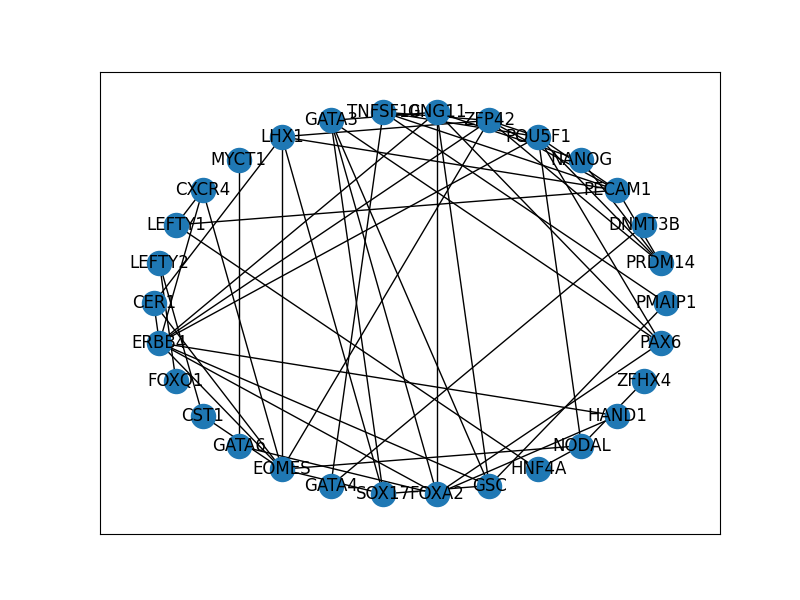 TNFSF10
GNG11
GATA3
ZFP42
LHX1
POU5F1
MYCT1
NANOG
CXCR4
PECAM1
LEFTY1
DNMT3B
LEFTY2
PRDM14
CER1
PMAIP1
ERBB4
PAX6
FOXQ1
ZFHX4
CST1
HAND1
GATA6
NODAL
EOMES
HNF4A
GATA4
GSC
SOX17
FOXA2